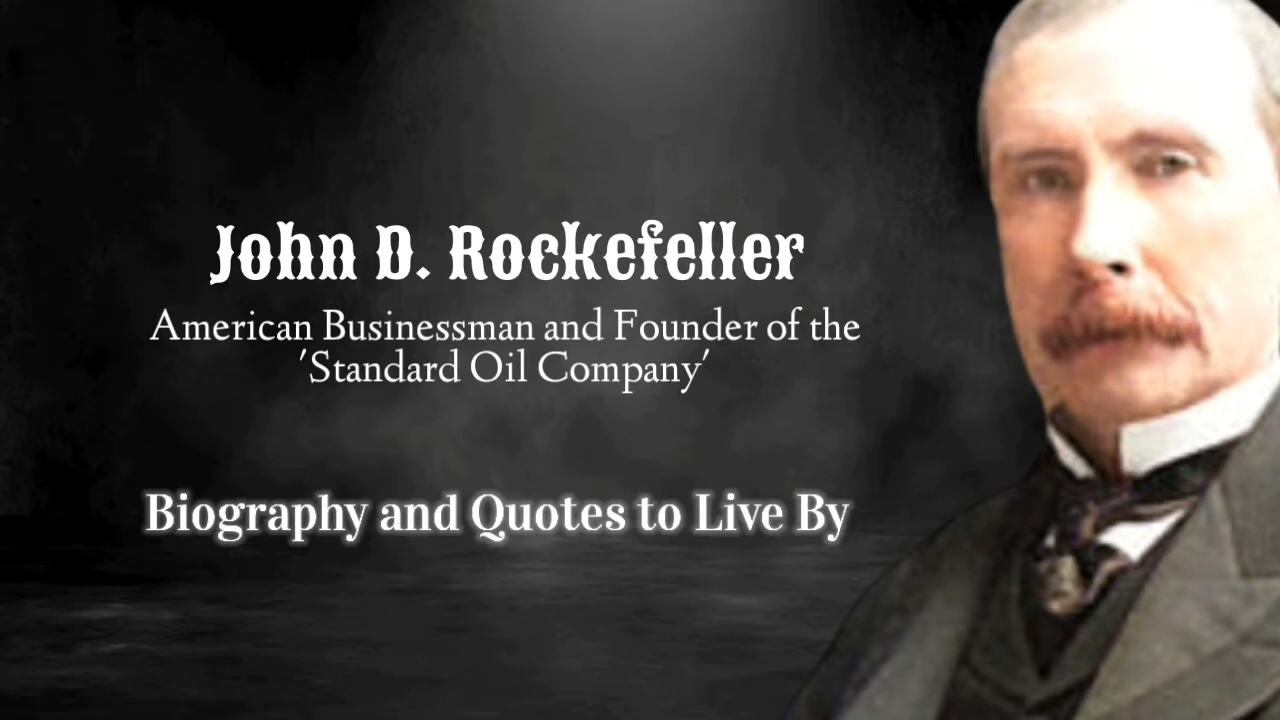 John D. Rockefeller
American Businessman and Founder of the
'Standard Oil Company'
Biography and Quotes to Live By